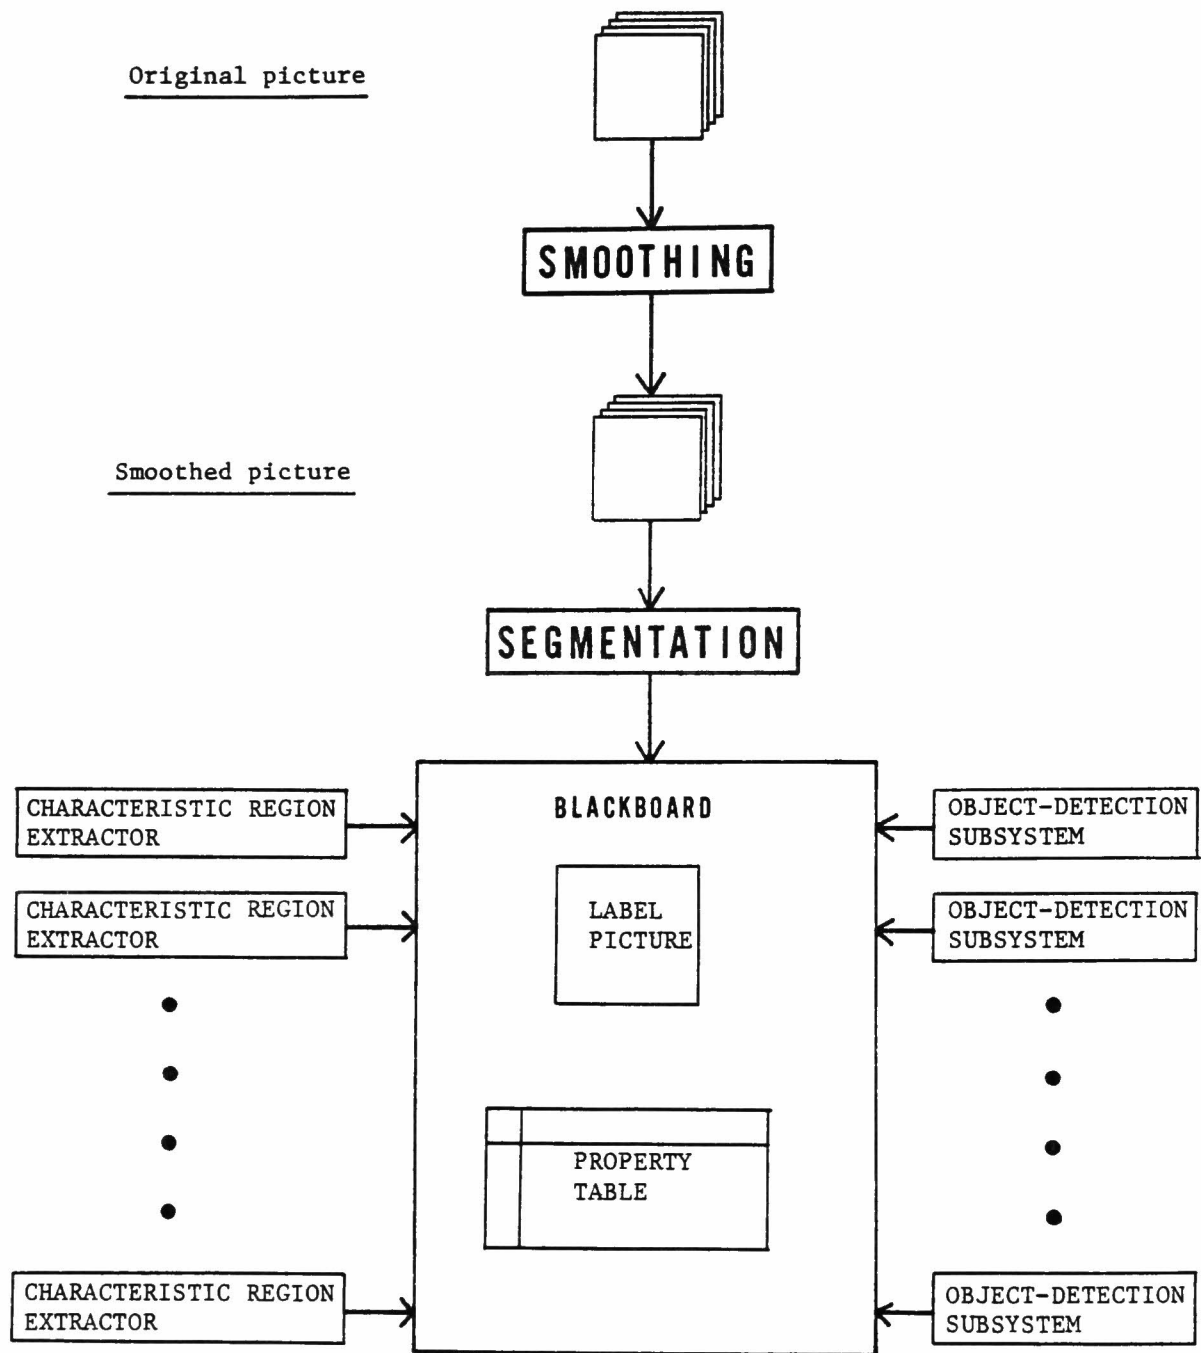 Original picture
SMOOTHING
Smoothed picture
SEGMENTATION
BLACKBOARD
CHARACTERISTIC REGION
EXTRACTOR
CHARACTERISTIC REGION
EXTRACTOR
CHARACTERISTIC REGION
EXTRACTOR
LABEL
PICTURE
PROPERTY
TABLE
OBJECT-DETECTION
SUBSYSTEM
OBJECT-DETECTION
SUBSYSTEM
OBJECT-DETECTION
SUBSYSTEM